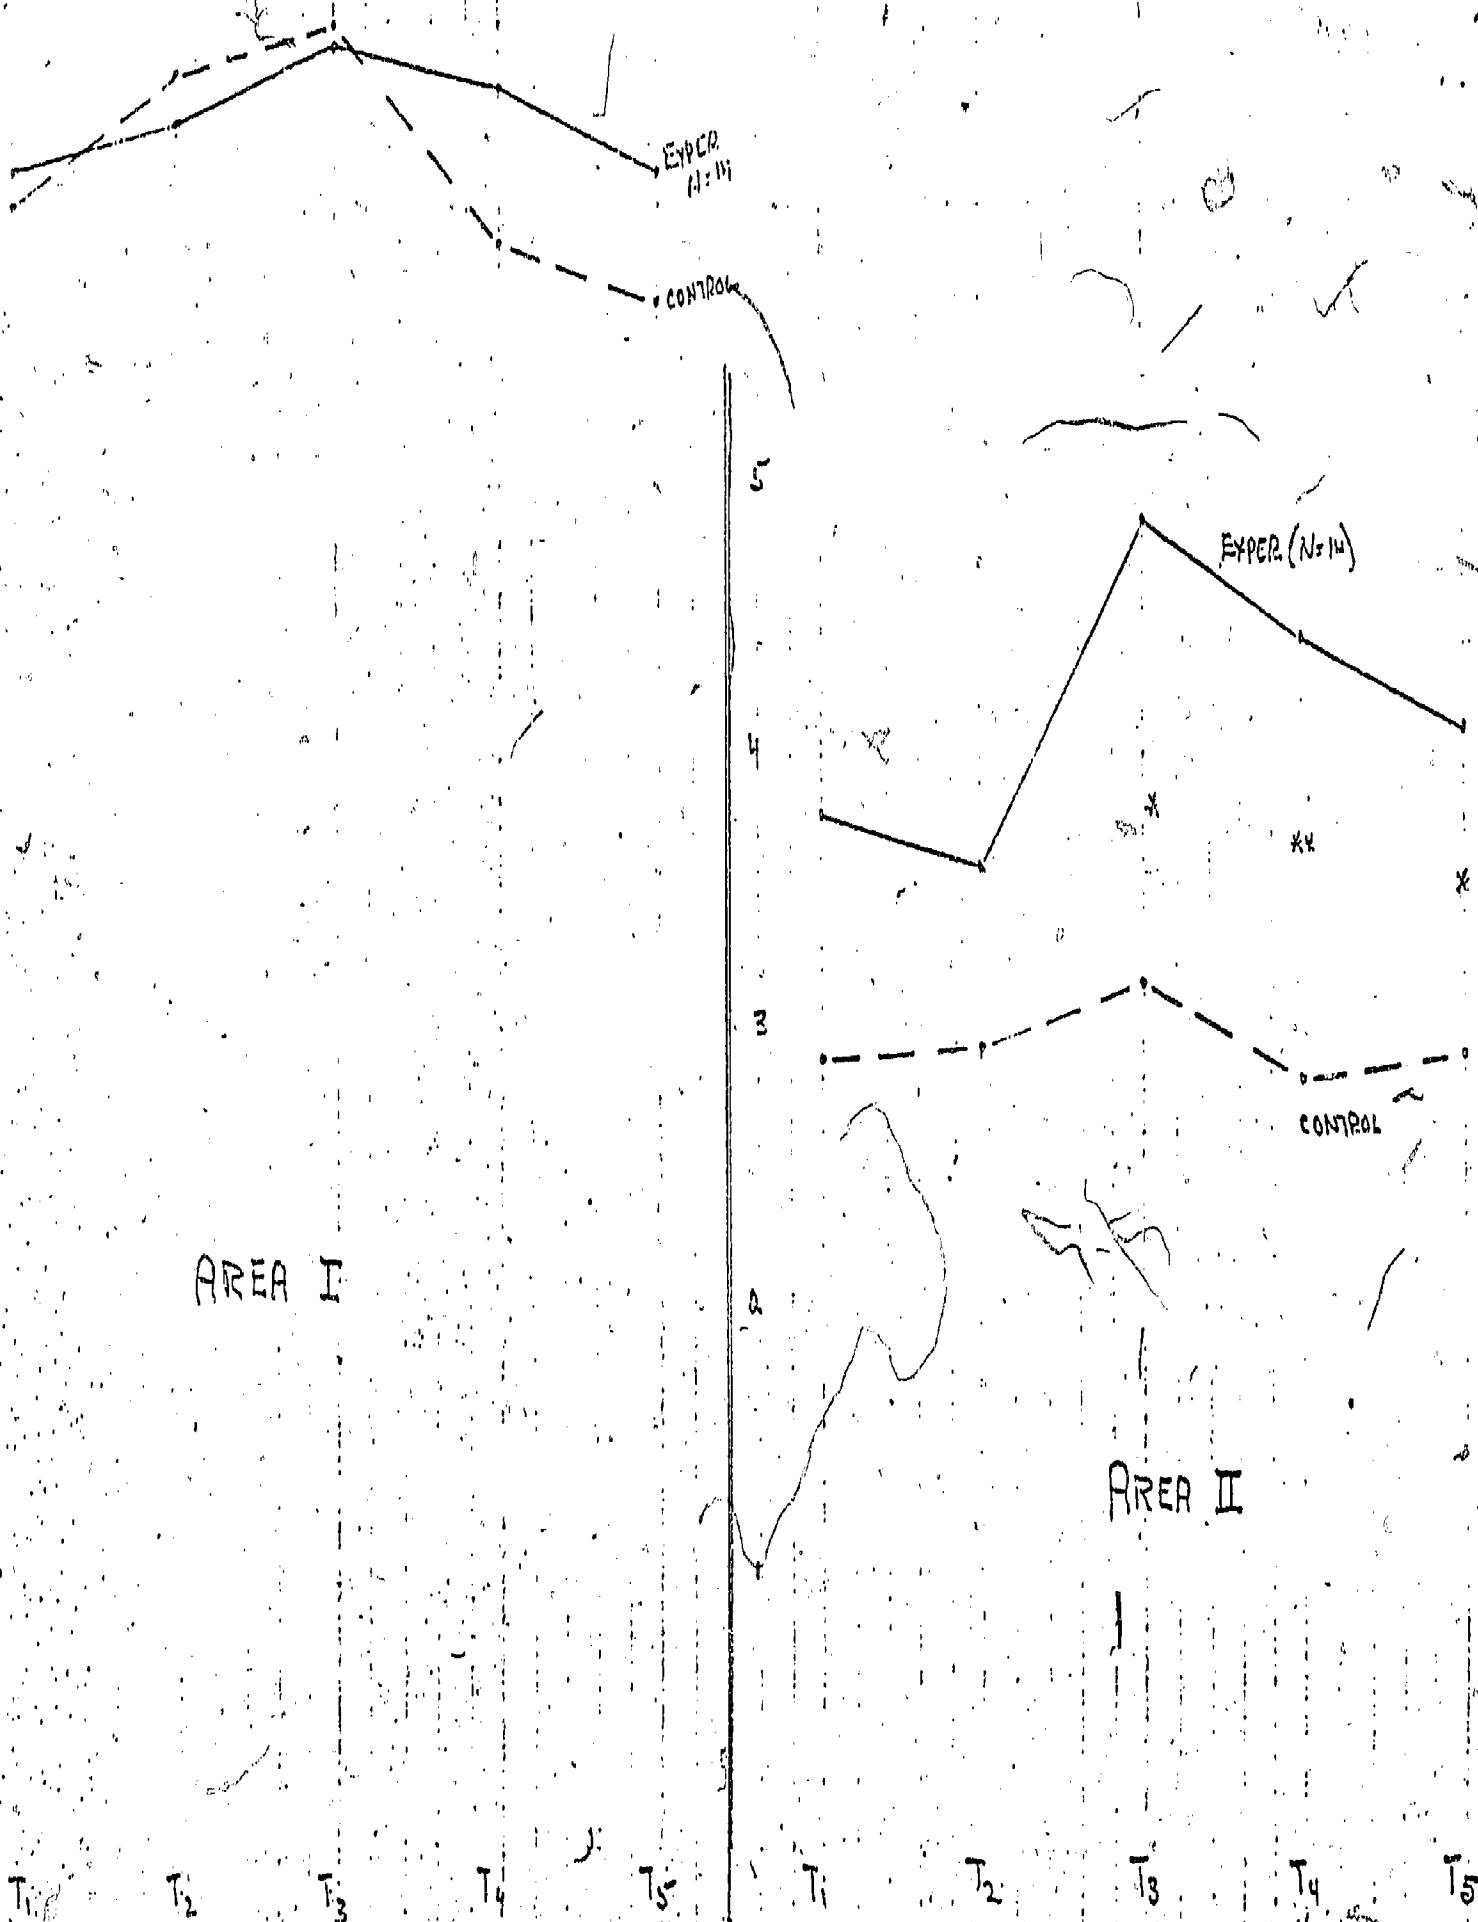 EXPER.
CONTROL
5
EXPER. (N=14)
4
*
**
*
3
CONTROL
AREA I
2
AREA II
T1 T2 T3 T4 T5 T1 T2 T3 T4 T5